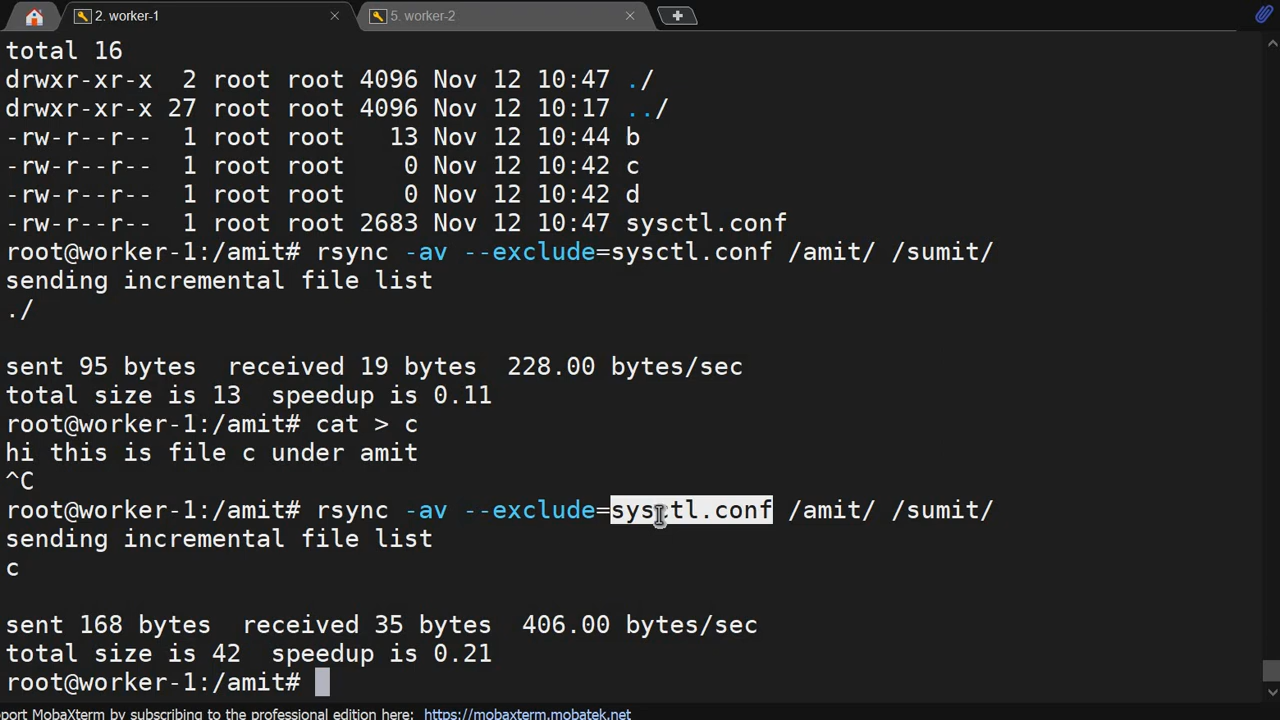 2. worker-1
5. worker-2
total 16
drwxr-xr-x  2 root root 4096 Nov 12 10:47 ./
drwxr-xr-x 27 root root 4096 Nov 12 10:17 ../
-rw-r--r--  1 root root   13 Nov 12 10:44 b
-rw-r--r--  1 root root    0 Nov 12 10:42 c
-rw-r--r--  1 root root    0 Nov 12 10:42 d
-rw-r--r--  1 root root 2683 Nov 12 10:47 sysctl.conf
root@worker-1:/amit# rsync -av --exclude=sysctl.conf /amit/ /sumit/
sending incremental file list
./
sent 95 bytes  received 19 bytes  228.00 bytes/sec
total size is 13  speedup is 0.11
root@worker-1:/amit# cat > c
hi this is file c under amit
^C
root@worker-1:/amit# rsync -av --exclude=sysctl.conf /amit/ /sumit/
sending incremental file list
c
sent 168 bytes  received 35 bytes  406.00 bytes/sec
total size is 42  speedup is 0.21
root@worker-1:/amit#
port MobaXterm by subscribing to the professional edition here: https://mobaxterm.mobatek.net